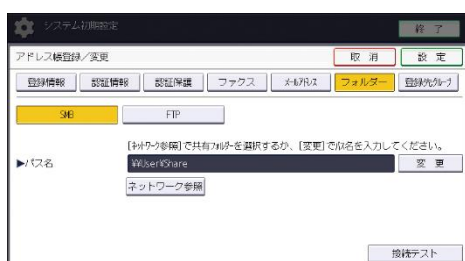 システム初期設定
終 了
アドレス帳登録/変更
取 消
設 定
登録情報
認証情報
認証保護
ファクス
ﾒｰﾙｱﾄﾞﾚｽ
フォルダー
登録先ｸﾞﾙｰﾌﾟ
SMB
FTP
[ﾈｯﾄﾜｰｸ参照]で共有ﾌｫﾙﾀﾞｰを選択するか、[変更]でﾊﾟｽ名を入力してください。
▶パス名
¥¥User¥Share
変 更
ネットワーク参照
接続テスト